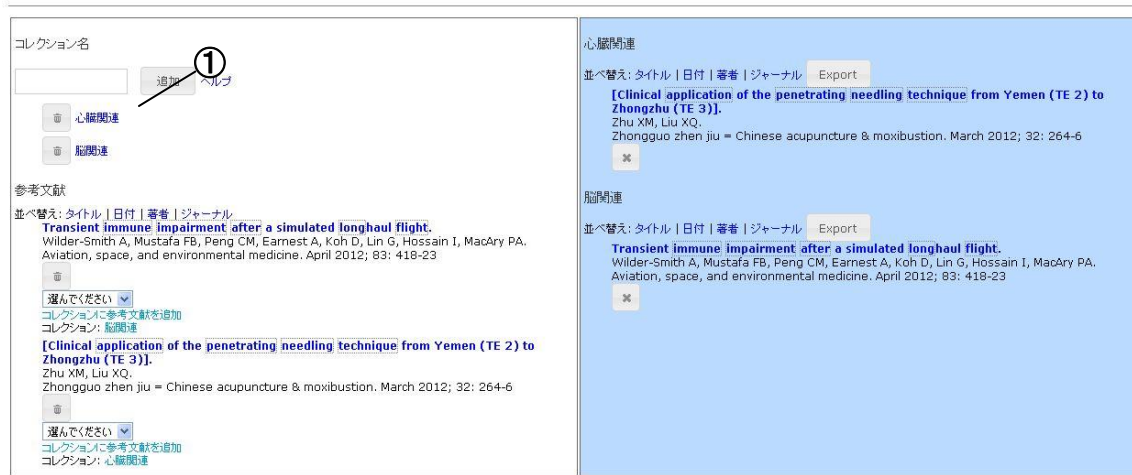 コレクション名
追加 ヘルプ
①
心臓関連
脳関連
参考文献
並べ替え: タイトル | 日付 | 著者 | ジャーナル
Transient immune impairment after a simulated longhaul flight.
Wilder-Smith A, Mustafa FB, Peng CM, Earnest A, Koh D, Lin G, Hossain I, MacAry PA.
Aviation, space, and environmental medicine. April 2012; 83: 418-23
選んでください
コレクションに参考文献を追加
コレクション: 脳関連
[Clinical application of the penetrating needling technique from Yemen (TE 2) to
Zhongzhu (TE 3)].
Zhu XM, Liu XQ.
Zhongguo zhen jiu = Chinese acupuncture & moxibustion. March 2012; 32: 264-6
選んでください
コレクションに参考文献を追加
コレクション: 心臓関連
心臓関連
並べ替え: タイトル | 日付 | 著者 | ジャーナル Export
[Clinical application of the penetrating needling technique from Yemen (TE 2) to
Zhongzhu (TE 3)].
Zhu XM, Liu XQ.
Zhongguo zhen jiu = Chinese acupuncture & moxibustion. March 2012; 32: 264-6
脳関連
並べ替え: タイトル | 日付 | 著者 | ジャーナル Export
Transient immune impairment after a simulated longhaul flight.
Wilder-Smith A, Mustafa FB, Peng CM, Earnest A, Koh D, Lin G, Hossain I, MacAry PA.
Aviation, space, and environmental medicine. April 2012; 83: 418-23